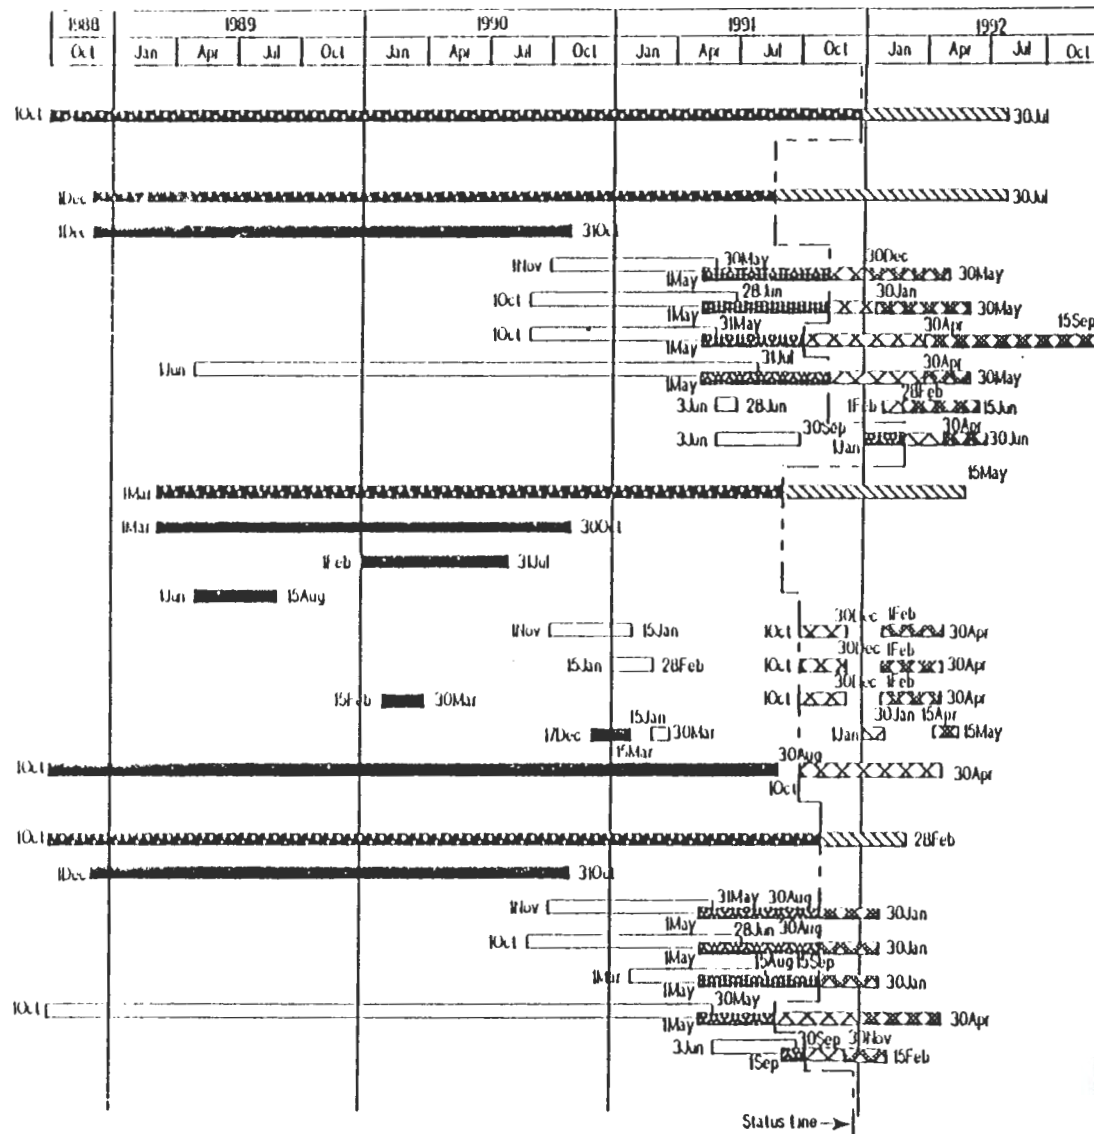 1988 1989 1990 1991 1992
Oct Jan Apr Jul Oct Jan Apr Jul Oct Jan Apr Jul Oct Jan Apr Jul Oct
1Oct 30Jul
1Dec 30Jul
1Dec 31Oct
1Nov 30May 30Dec
1May 30May
1Oct 28Jun 30Jan
1May 30May
1Oct 31May 30Apr 15Sep
1May
1Jun 31Jul 30Apr
1May 30May
28Feb
3Jun 28Jun 1Feb 15Jun
3Jun 30Sep 30Apr
1Jan 30Jun
15May
1Mar
1Mar 30Oct
1Feb 31Jul
1Jun 15Aug
30Dec 1Feb
1Nov 15Jan 1Oct 30Apr
30Dec 1Feb
15Jan 28Feb 1Oct 30Apr
30Dec 1Feb
15Feb 30Mar 1Oct 30Apr
15Jan 30Jan 15Apr
17Dec 30Mar 1Jan 15May
15Mar 30Aug
1Oct 30Apr
1Oct
1Oct 28Feb
1Dec 31Oct
31May 30Aug
1Nov 30Jan
1May
28Jun 30Aug
1Oct 30Jan
1May
15Aug 15Sep
1Mar 30Jan
1May
30May
1Oct
1May 30Apr
30Sep 30Nov
3Jun
1Sep 15Feb
Status line